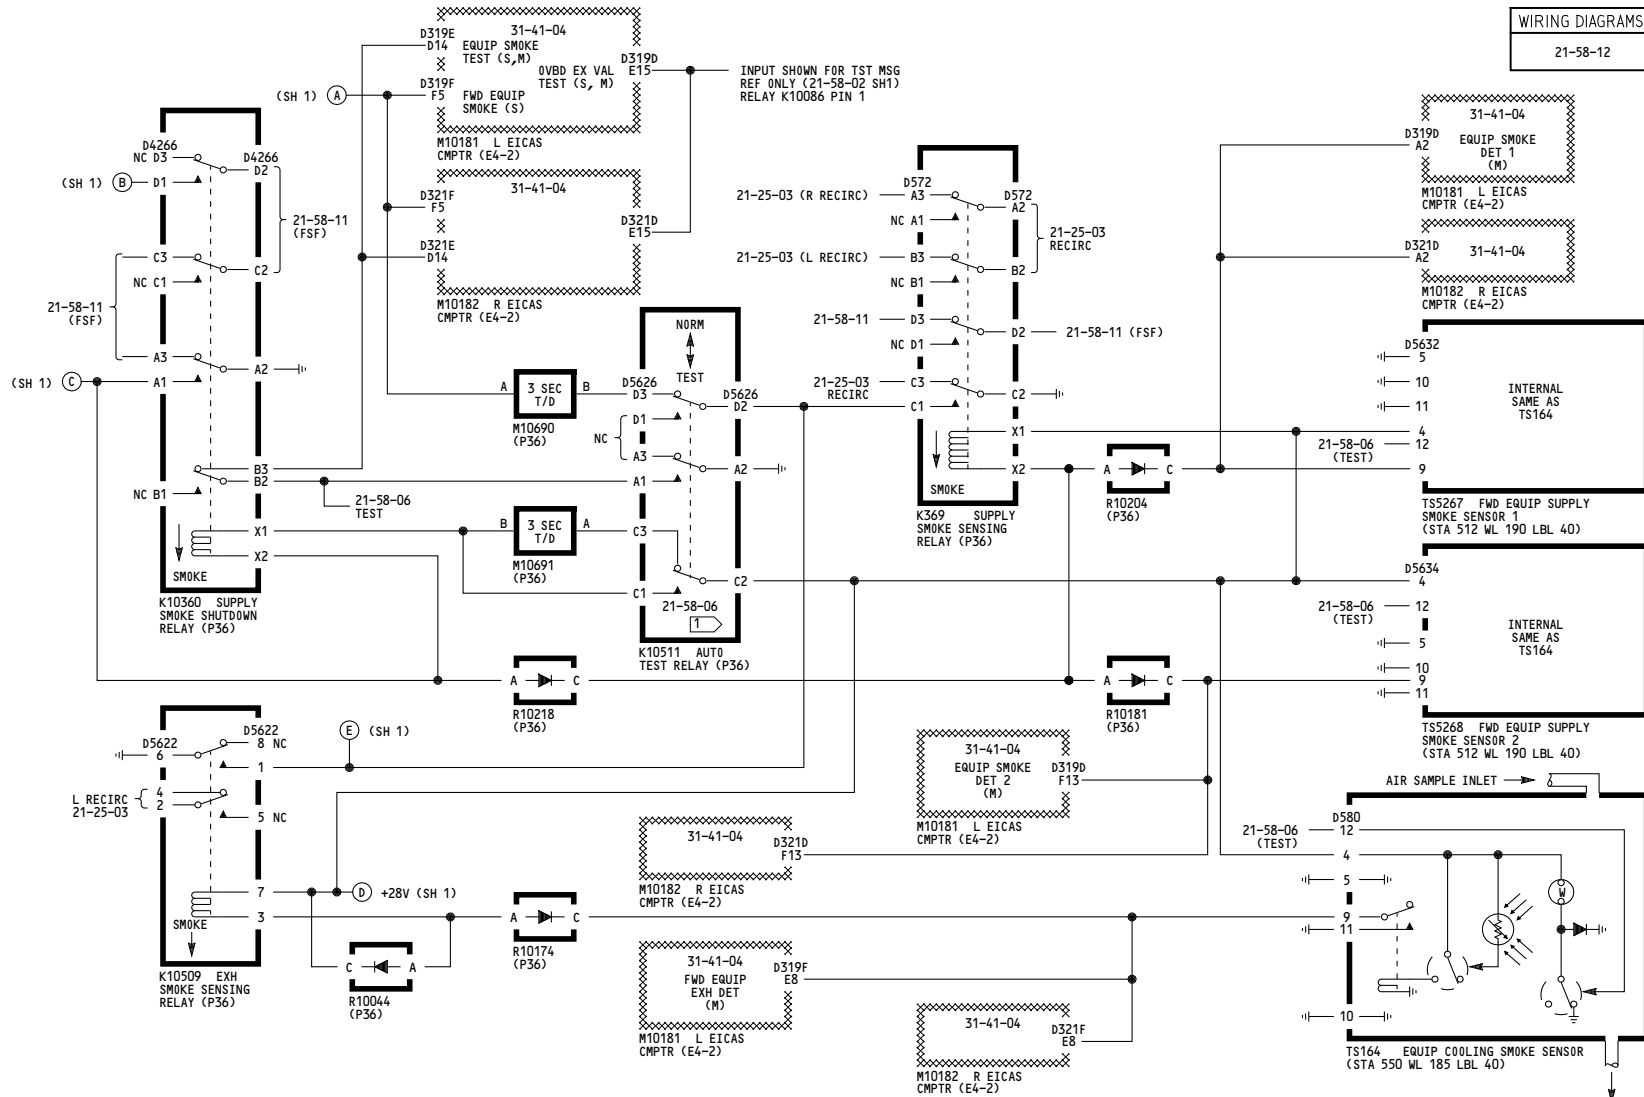 WIRING DIAGRAMS
21-58-12
D319E
D14
31-41-04
EQUIP SMOKE
TEST (S,M)
OVBD EX VAL
TEST (S, M)
D319D
E15
INPUT SHOWN FOR TST MSG
REF ONLY (21-58-02 SH1)
RELAY K10086 PIN 1
(SH 1) A
D319F
F5
FWD EQUIP
SMOKE (S)
M10181 L EICAS
CMPTR (E4-2)
D321F
F5
31-41-04
D321D
E15
D321E
D14
M10182 R EICAS
CMPTR (E4-2)
D4266
NC D3
D4266
D2
(SH 1) B
D1
21-58-11
(FSF)
C3
C2
NC C1
21-58-11
(FSF)
A3
A2
(SH 1) C
A1
B3
B2
NC B1
21-58-06
TEST
X1
X2
SMOKE
K10360 SUPPLY
SMOKE SHUTDOWN
RELAY (P36)
A
3 SEC
T/D
B
M10690
(P36)
B
3 SEC
T/D
A
M10691
(P36)
NORM
TEST
D5626
D3
D5626
D2
D1
NC
A3
A2
A1
C3
C2
C1
21-58-06
1
K10511 AUTO
TEST RELAY (P36)
D572
21-25-03 (R RECIRC)
A3
D572
A2
NC A1
21-25-03
RECIRC
21-25-03 (L RECIRC)
B3
B2
NC B1
21-58-11
D3
D2
21-58-11 (FSF)
NC D1
21-25-03
RECIRC
C3
C2
C1
X1
X2
SMOKE
K369 SUPPLY
SMOKE SENSING
RELAY (P36)
A
C
R10204
(P36)
D319D
A2
31-41-04
EQUIP SMOKE
DET 1
(M)
M10181 L EICAS
CMPTR (E4-2)
D321D
A2
31-41-04
M10182 R EICAS
CMPTR (E4-2)
D5632
5
10
11
4
21-58-06
(TEST)
12
9
INTERNAL
SAME AS
TS164
TS5267 FWD EQUIP SUPPLY
SMOKE SENSOR 1
(STA 512 WL 190 LBL 40)
D5634
4
21-58-06
(TEST)
12
5
10
9
11
INTERNAL
SAME AS
TS164
TS5268 FWD EQUIP SUPPLY
SMOKE SENSOR 2
(STA 512 WL 190 LBL 40)
A
C
R10218
(P36)
A
C
R10181
(P36)
D5622
6
D5622
8 NC
1
E (SH 1)
L RECIRC
21-25-03
4
2
5 NC
7
D +28V (SH 1)
3
SMOKE
K10509 EXH
SMOKE SENSING
RELAY (P36)
C
A
R10044
(P36)
A
C
R10174
(P36)
31-41-04
EQUIP SMOKE
DET 2
(M)
D319D
F13
M10181 L EICAS
CMPTR (E4-2)
31-41-04
D321D
F13
M10182 R EICAS
CMPTR (E4-2)
31-41-04
FWD EQUIP
EXH DET
(M)
D319F
E8
M10181 L EICAS
CMPTR (E4-2)
31-41-04
D321F
E8
M10182 R EICAS
CMPTR (E4-2)
AIR SAMPLE INLET
D580
21-58-06
(TEST)
12
4
5
9
11
10
W
TS164 EQUIP COOLING SMOKE SENSOR
(STA 550 WL 185 LBL 40)